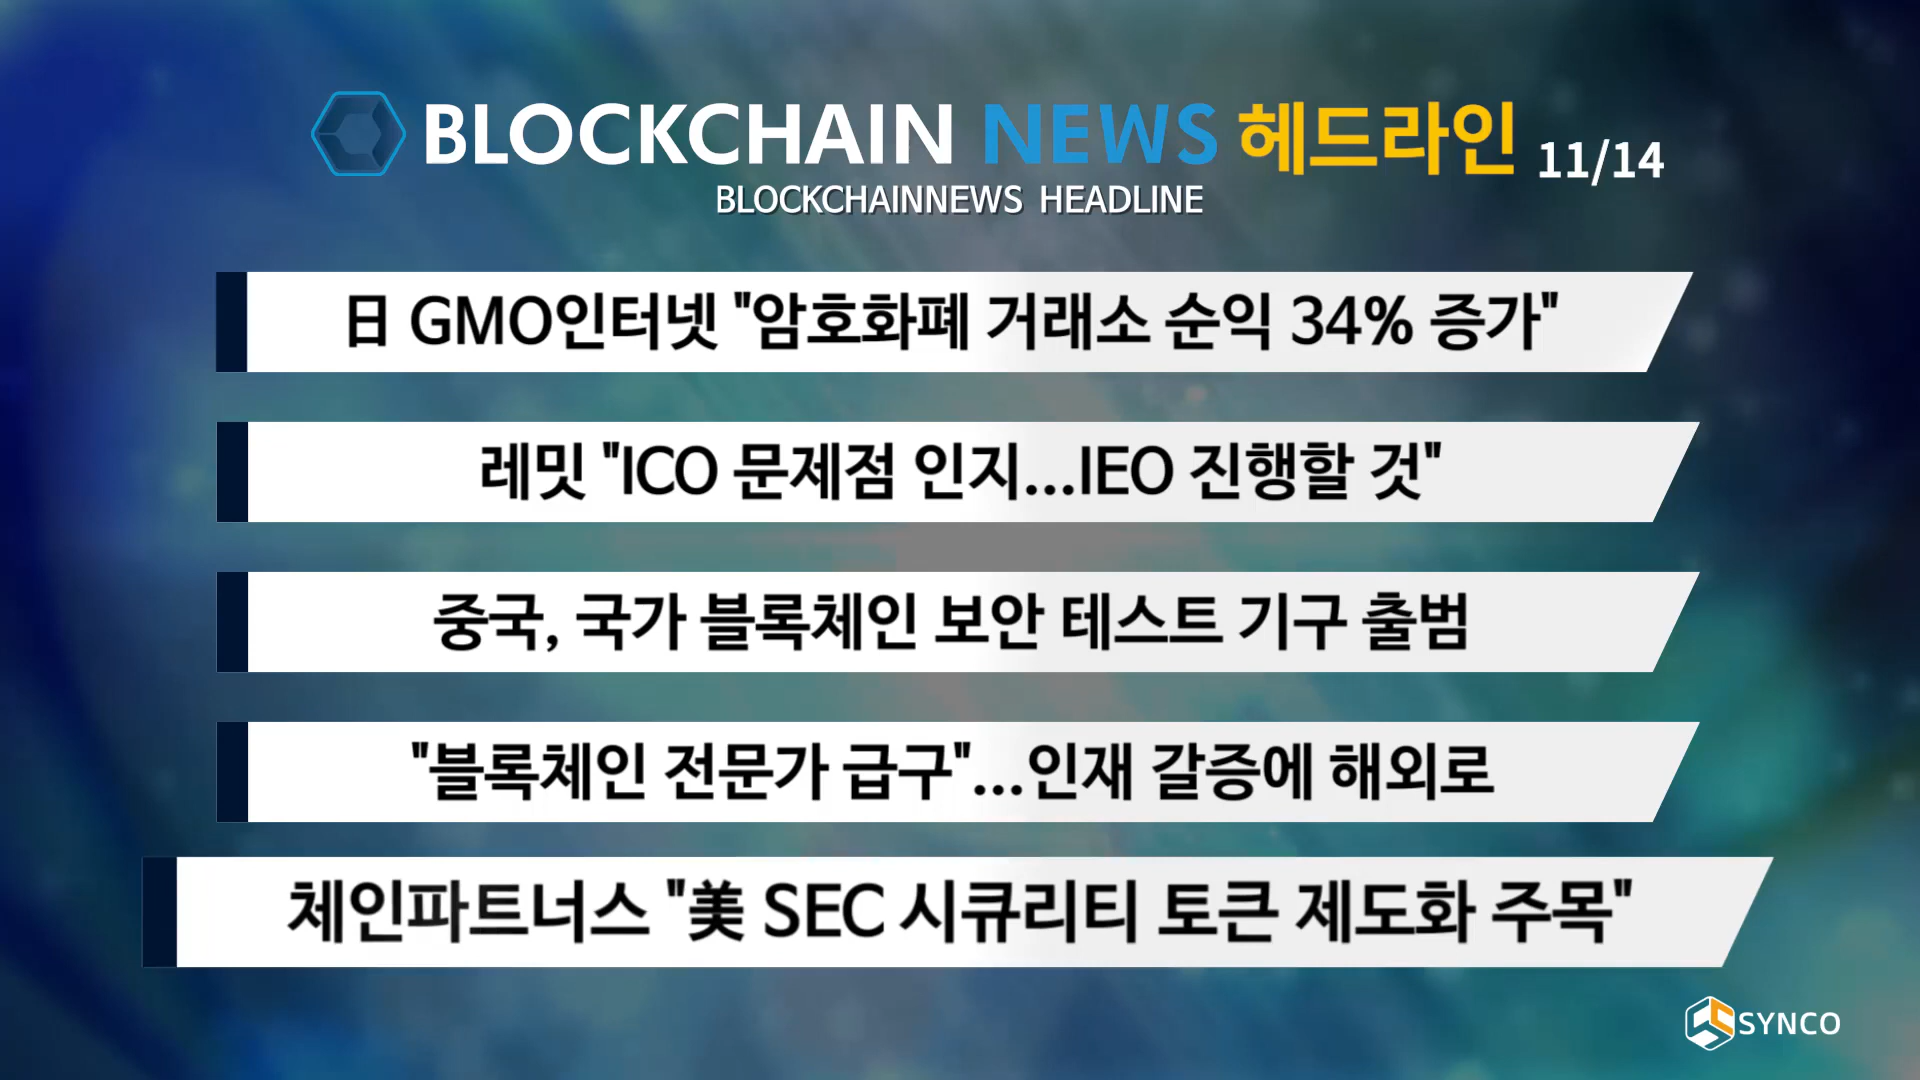 BLOCKCHAIN NEWS 헤드라인 11/14
BLOCKCHAINNEWS HEADLINE
日 GMO인터넷 "암호화폐 거래소 순익 34% 증가"
레밋 "ICO 문제점 인지...IEO 진행할 것"
중국, 국가 블록체인 보안 테스트 기구 출범
"블록체인 전문가 급구"...인재 갈증에 해외로
체인파트너스 "美 SEC 시큐리티 토큰 제도화 주목"
SYNCO